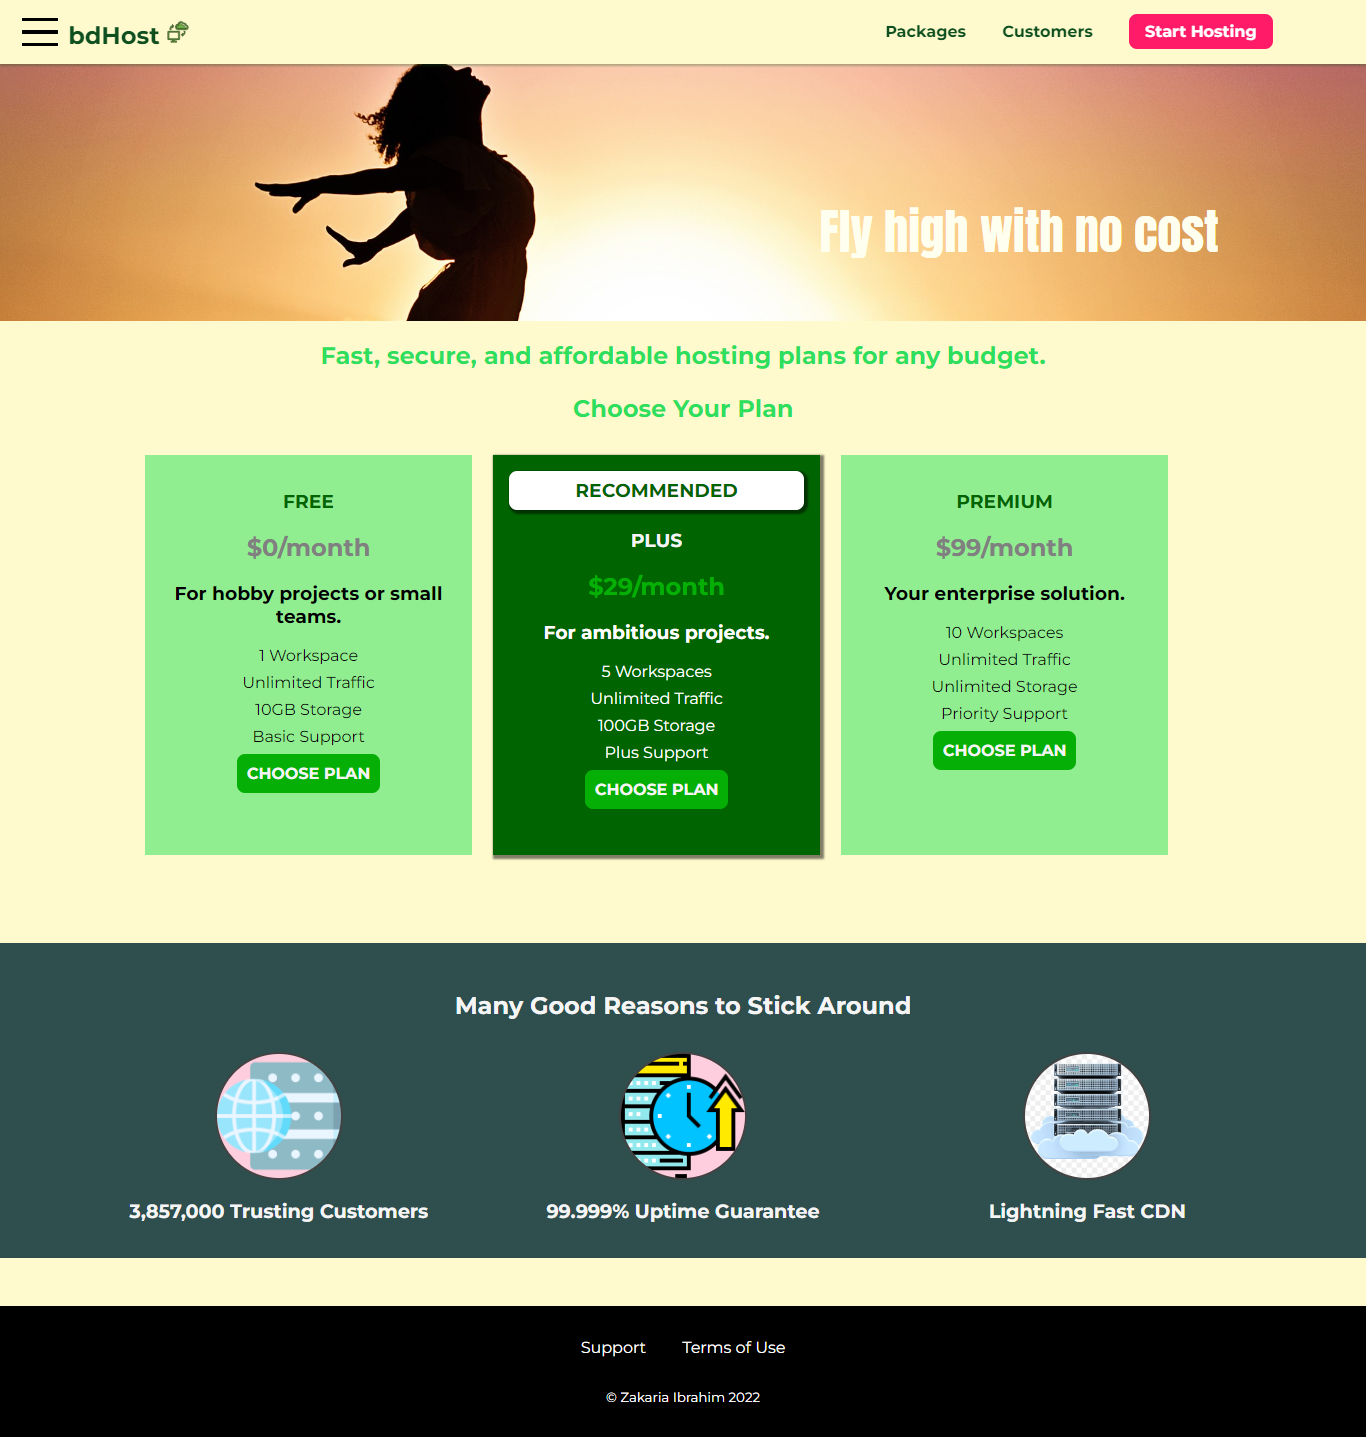 bdHost
Packages
Customers
Start Hosting
Fly high with no cost
Fast, secure, and affordable hosting plans for any budget.
Choose Your Plan
FREE
$0/month
For hobby projects or small
teams.
1 Workspace
Unlimited Traffic
10GB Storage
Basic Support
CHOOSE PLAN
RECOMMENDED
PLUS
$29/month
For ambitious projects.
5 Workspaces
Unlimited Traffic
100GB Storage
Plus Support
CHOOSE PLAN
PREMIUM
$99/month
Your enterprise solution.
10 Workspaces
Unlimited Traffic
Unlimited Storage
Priority Support
CHOOSE PLAN
Many Good Reasons to Stick Around
3,857,000 Trusting Customers
99.999% Uptime Guarantee
Lightning Fast CDN
Support
Terms of Use
© Zakaria Ibrahim 2022